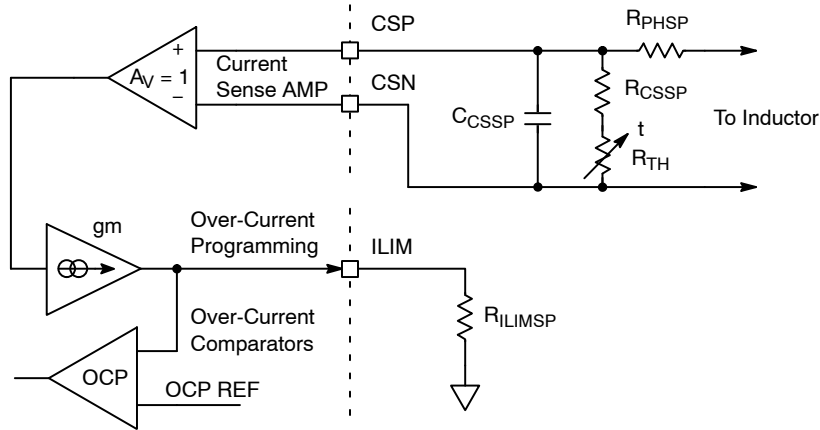 CSP
R_PHSP
+
A_V = 1
−
Current
Sense AMP
CSN
C_CSSP
R_CSSP
t
R_TH
To Inductor
gm
Over−Current
Programming
ILIM
Over−Current
Comparators
R_ILIMSP
OCP
OCP REF